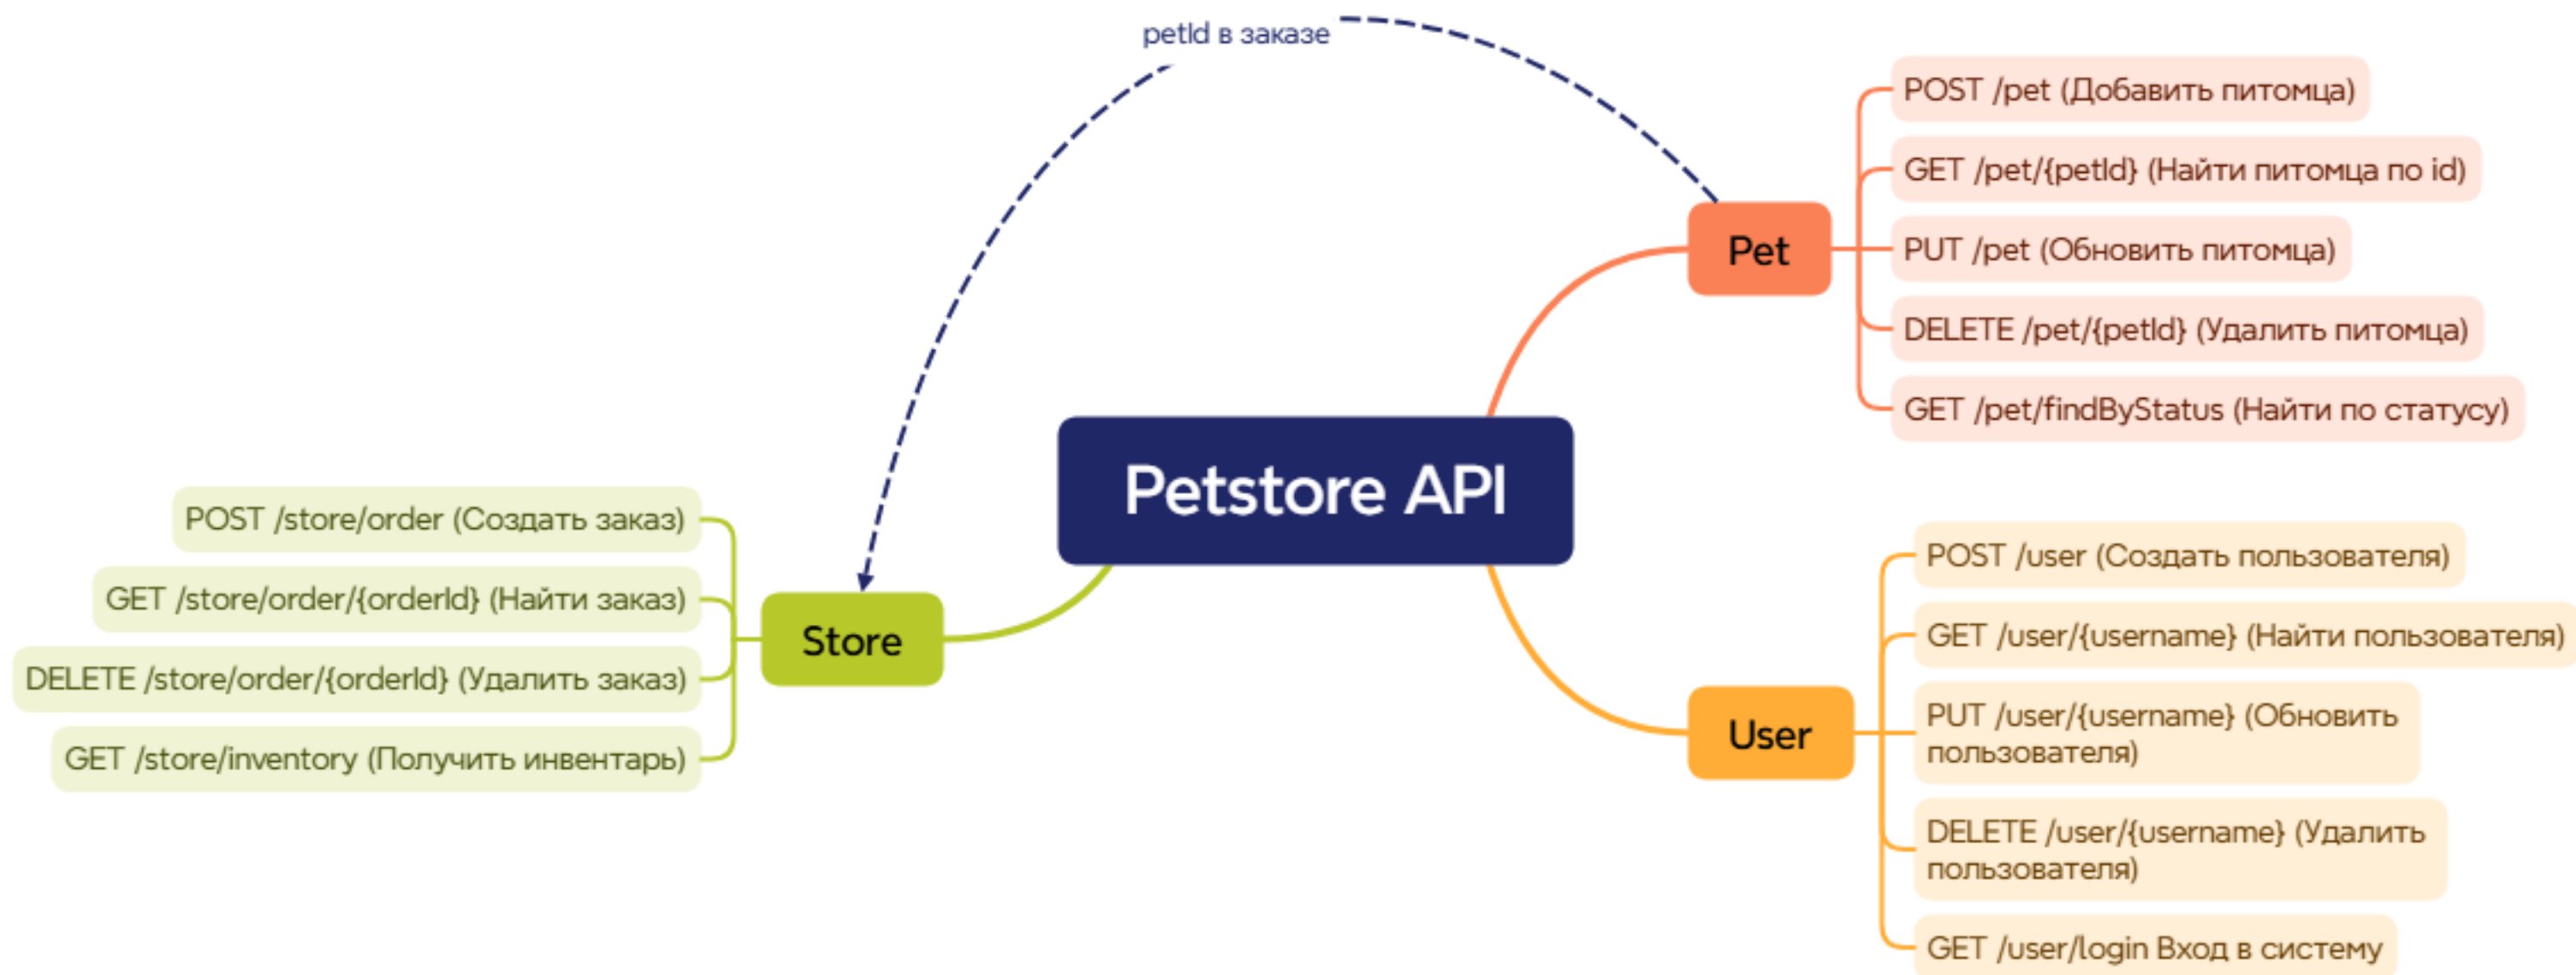 petId в заказе
POST /pet (Добавить питомца)
GET /pet/{petId} (Найти питомца по id)
Pet
PUT /pet (Обновить питомца)
DELETE /pet/{petId} (Удалить питомца)
GET /pet/findByStatus (Найти по статусу)
Petstore API
POST /store/order (Создать заказ)
GET /store/order/{orderId} (Найти заказ)
Store
DELETE /store/order/{orderId} (Удалить заказ)
GET /store/inventory (Получить инвентарь)
POST /user (Создать пользователя)
GET /user/{username} (Найти пользователя)
User
PUT /user/{username} (Обновить
пользователя)
DELETE /user/{username} (Удалить
пользователя)
GET /user/login Вход в систему